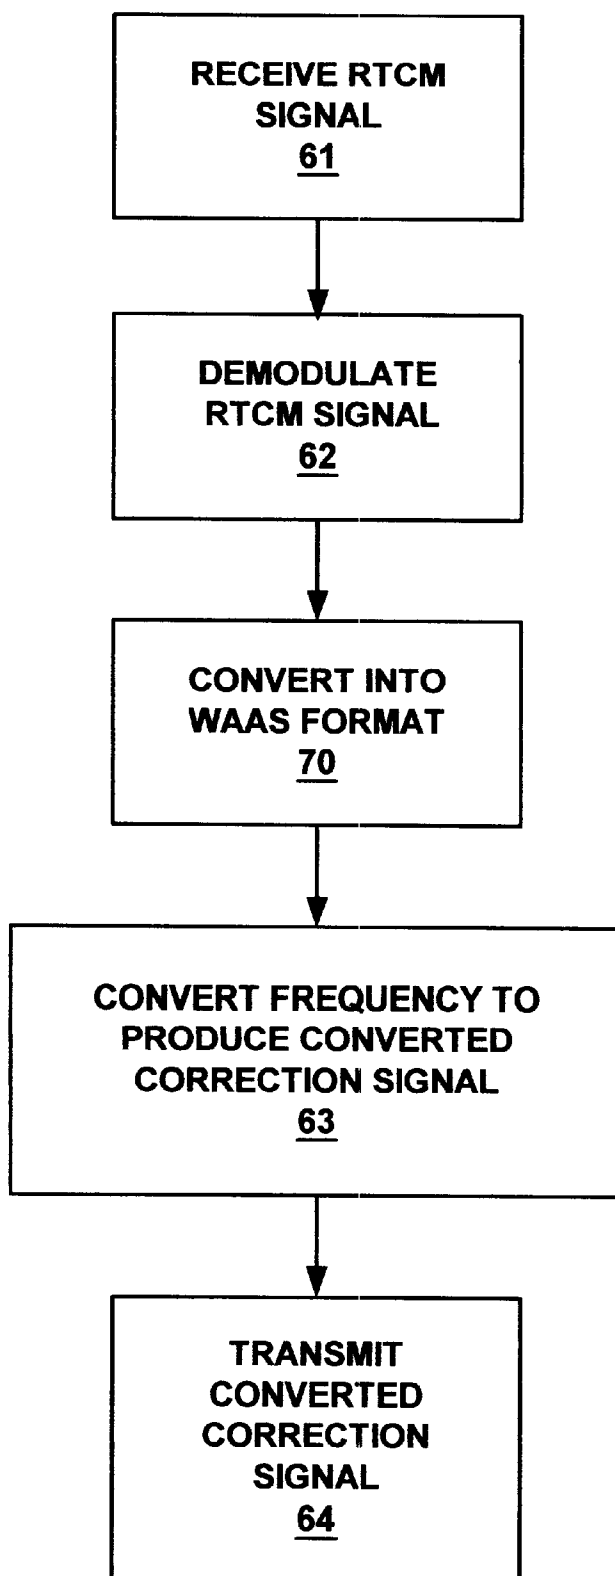 RECEIVE RTCM
SIGNAL
61
DEMODULATE
RTCM SIGNAL
62
CONVERT INTO
WAAS FORMAT
70
CONVERT FREQUENCY TO
PRODUCE CONVERTED
CORRECTION SIGNAL
63
TRANSMIT
CONVERTED
CORRECTION
SIGNAL
64